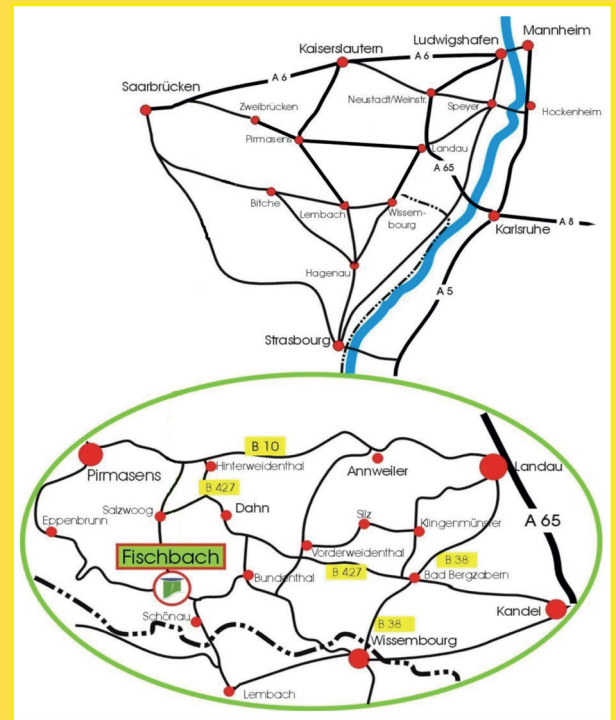 Mannheim
Ludwigshafen
Kaiserslautern
A 6
A 6
Saarbrücken
Neustadt/Weinstr.
Zweibrücken
Speyer
Hockenheim
Pirmasens
Landau
A 65
Bitche
Lembach
Wissem-
bourg
A 8
Karlsruhe
Hagenau
A 5
Strasbourg
B 10
Pirmasens
Hinterweidenthal
Annweiler
Landau
B 427
Salzwoog
Dahn
Silz
Eppenbrunn
Klingenmünster
A 65
Fischbach
Vorderweidenthal
B 38
B 427
Bundenthal
Bad Bergzabern
Kandel
Schönau
B 38
Wissembourg
Lembach